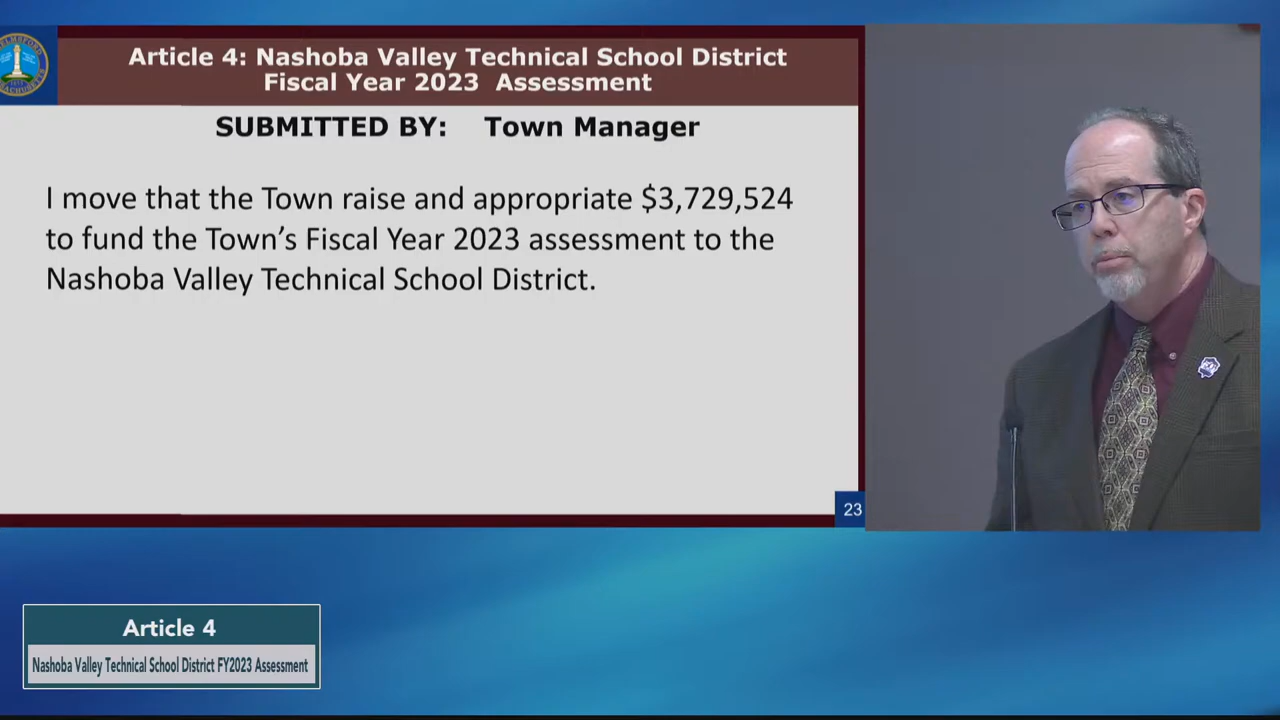 Article 4: Nashoba Valley Technical School District
Fiscal Year 2023 Assessment
SUBMITTED BY: Town Manager
I move that the Town raise and appropriate $3,729,524
to fund the Town’s Fiscal Year 2023 assessment to the
Nashoba Valley Technical School District.
23
Article 4
Nashoba Valley Technical School District FY2023 Assessment